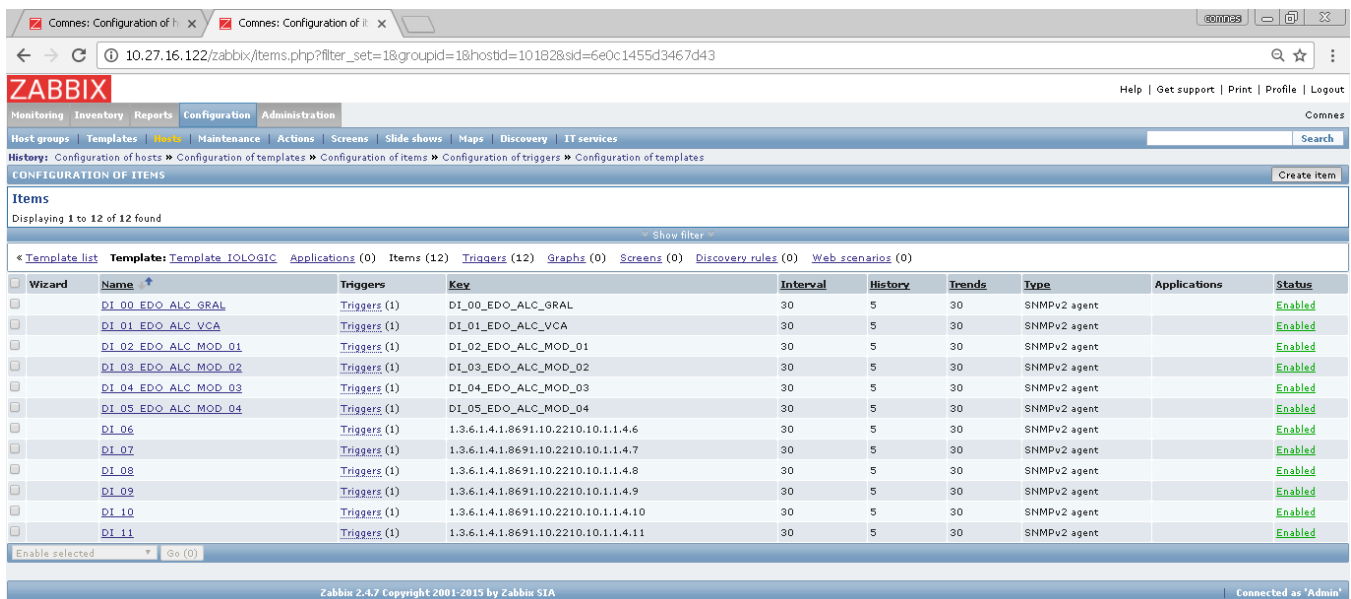 Comnes: Configuration of h
Comnes: Configuration of it
comnes
10.27.16.122/zabbix/items.php?filter_set=1&groupid=1&hostid=10182&sid=6e0c1455d3467d43
ZABBIX
Help | Get support | Print | Profile | Logout
Monitoring Inventory Reports Configuration Administration
Comnes
Host groups | Templates | Hosts | Maintenance | Actions | Screens | Slide shows | Maps | Discovery | IT services
Search
History: Configuration of hosts » Configuration of templates » Configuration of items » Configuration of triggers » Configuration of templates
CONFIGURATION OF ITEMS
Create item
Items
Displaying 1 to 12 of 12 found
Show filter
« Template list Template: Template IOLOGIC Applications (0) Items (12) Triggers (12) Graphs (0) Screens (0) Discovery rules (0) Web scenarios (0)
Wizard Name Triggers Key Interval History Trends Type Applications Status
DI_00_EDO_ALC_GRAL Triggers (1) DI_00_EDO_ALC_GRAL 30 5 30 SNMPv2 agent Enabled
DI_01_EDO_ALC_VCA Triggers (1) DI_01_EDO_ALC_VCA 30 5 30 SNMPv2 agent Enabled
DI_02_EDO_ALC_MOD_01 Triggers (1) DI_02_EDO_ALC_MOD_01 30 5 30 SNMPv2 agent Enabled
DI_03_EDO_ALC_MOD_02 Triggers (1) DI_03_EDO_ALC_MOD_02 30 5 30 SNMPv2 agent Enabled
DI_04_EDO_ALC_MOD_03 Triggers (1) DI_04_EDO_ALC_MOD_03 30 5 30 SNMPv2 agent Enabled
DI_05_EDO_ALC_MOD_04 Triggers (1) DI_05_EDO_ALC_MOD_04 30 5 30 SNMPv2 agent Enabled
DI_06 Triggers (1) 1.3.6.1.4.1.8691.10.2210.10.1.1.4.6 30 5 30 SNMPv2 agent Enabled
DI_07 Triggers (1) 1.3.6.1.4.1.8691.10.2210.10.1.1.4.7 30 5 30 SNMPv2 agent Enabled
DI_08 Triggers (1) 1.3.6.1.4.1.8691.10.2210.10.1.1.4.8 30 5 30 SNMPv2 agent Enabled
DI_09 Triggers (1) 1.3.6.1.4.1.8691.10.2210.10.1.1.4.9 30 5 30 SNMPv2 agent Enabled
DI_10 Triggers (1) 1.3.6.1.4.1.8691.10.2210.10.1.1.4.10 30 5 30 SNMPv2 agent Enabled
DI_11 Triggers (1) 1.3.6.1.4.1.8691.10.2210.10.1.1.4.11 30 5 30 SNMPv2 agent Enabled
Enable selected Go (0)
Zabbix 2.4.7 Copyright 2001-2015 by Zabbix SIA
Connected as 'Admin'